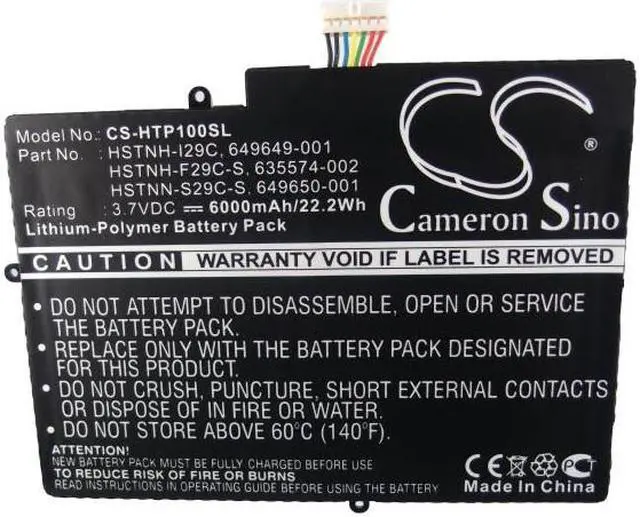 Model No.: CS-HTP100SL
Part No. : HSTNH-I29C, 649649-001
HSTNH-F29C-S, 635574-002
HSTNN-S29C-S, 649650-001
Rating : 3.7VDC ⎓ 6000mAh/22.2Wh
Lithium-Polymer Battery Pack
CS ®
Cameron Sino
CAUTION WARRANTY VOID IF LABEL IS REMOVED
• DO NOT ATTEMPT TO DISASSEMBLE, OPEN OR SERVICE
THE BATTERY PACK.
• REPLACE ONLY WITH THE BATTERY PACK DESIGNATED
FOR THIS PRODUCT.
• DO NOT CRUSH, PUNCTURE, SHORT EXTERNAL CONTACTS
OR DISPOSE OF IN FIRE OR WATER.
• DO NOT STORE ABOVE 60°C (140°F).
ATTENTION:
NEW BATTERY PACK MUST BE FULLY CHARGED BEFORE USE
TO REDUCE RISK OF FIRE OR BURNS
READ INSTRUCTIONS IN OPERATING GUIDE BEFORE USING THIS BATTERY
CE PCT
Made In China